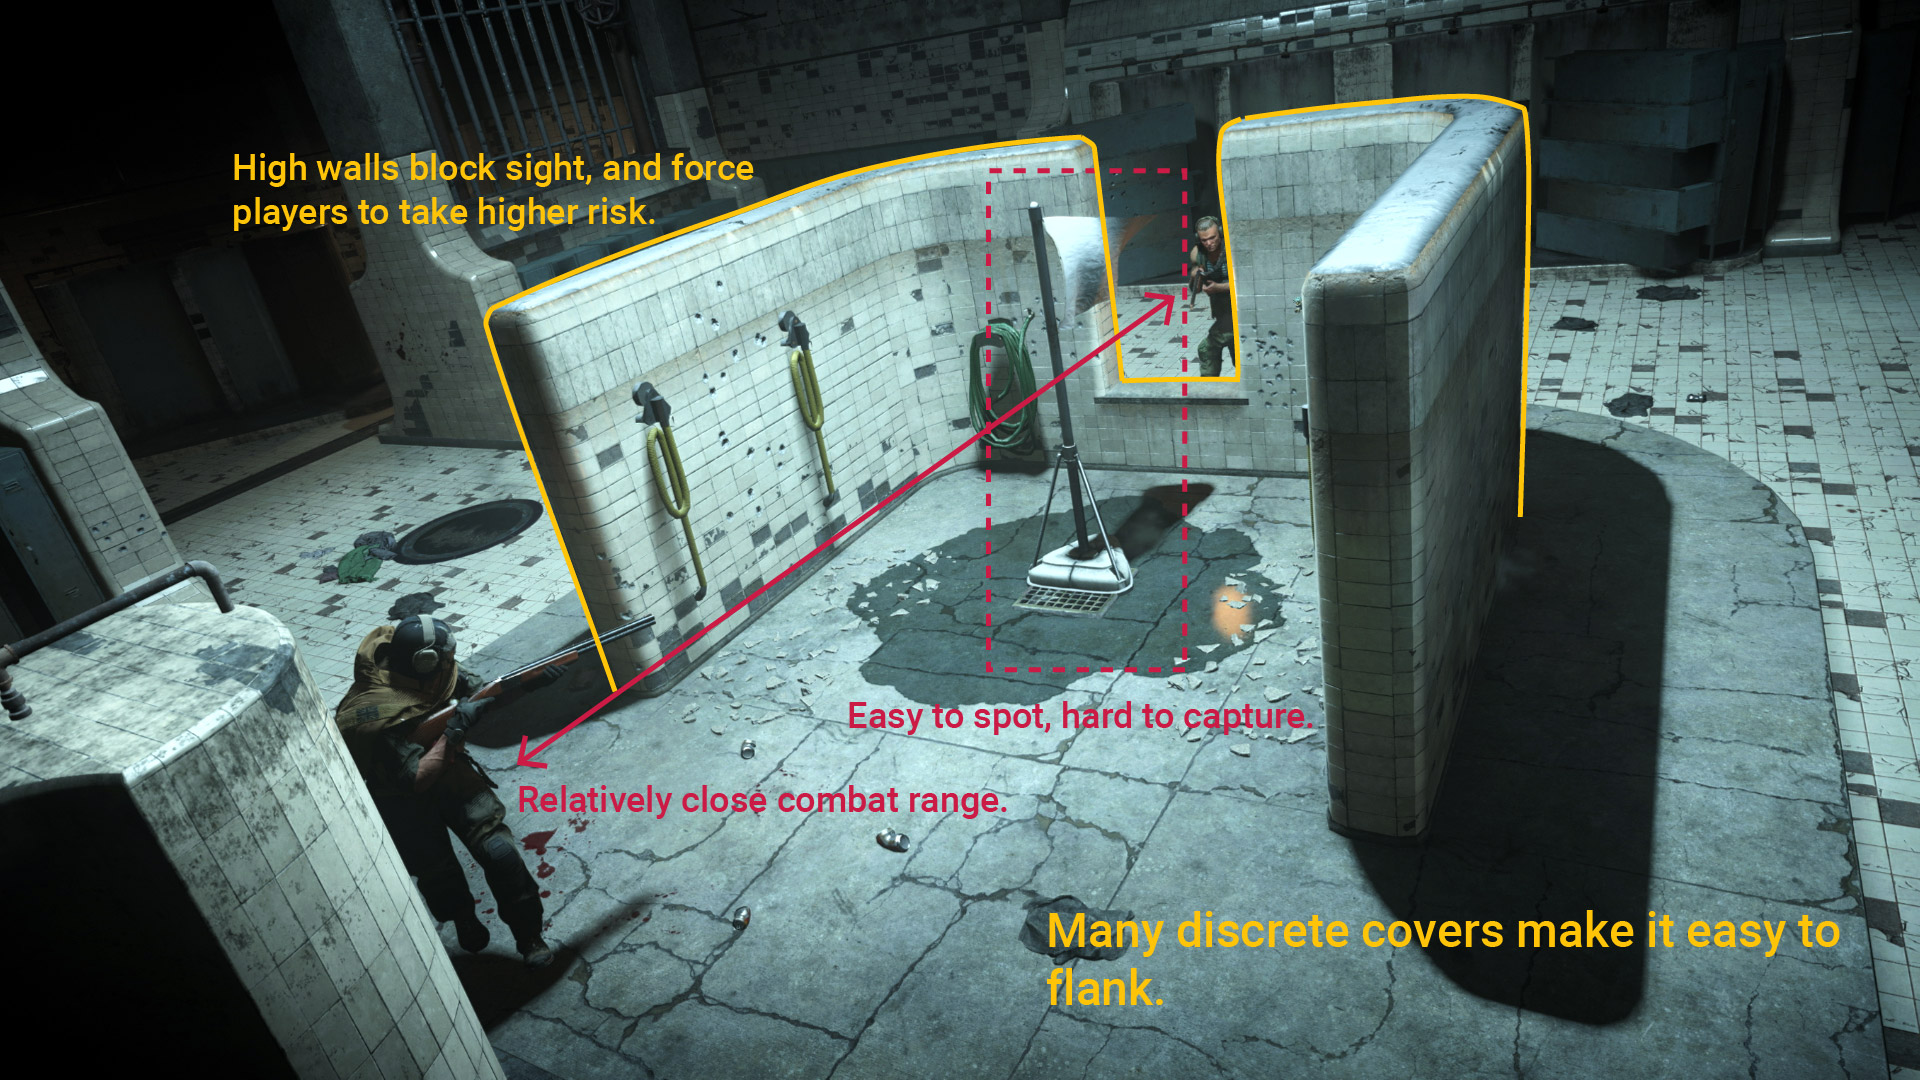 High walls block sight, and force
players to take higher risk.
Easy to spot, hard to capture.
Relatively close combat range.
Many discrete covers make it easy to
flank.